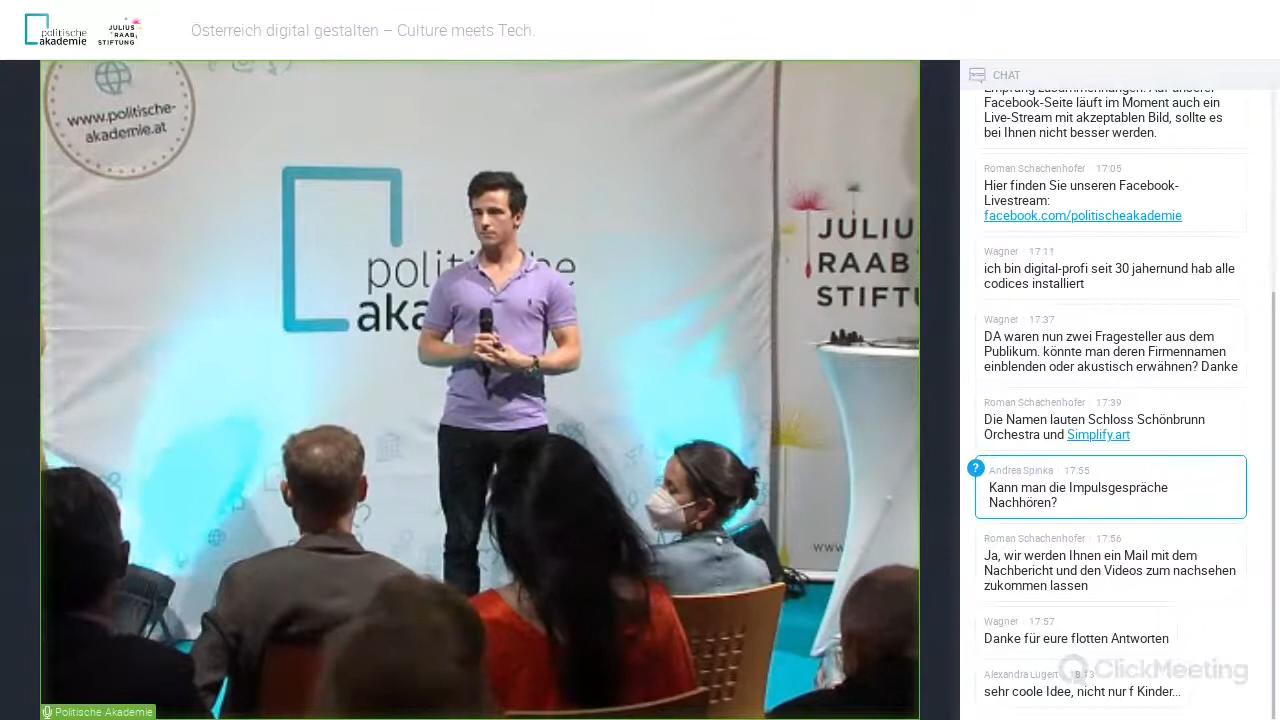 politische
akademie
JULIUS
RAAB
STIFTUNG
Österreich digital gestalten – Culture meets Tech.
www.politische-
akademie.at
politische
aka
JULIU
RAAB
STIFTU
www.
Politische Akademie
CHAT
Facebook-Seite läuft im Moment auch ein
Live-Stream mit akzeptablen Bild, sollte es
bei Ihnen nicht besser werden.
Roman Schachenhofer · 17:05
Hier finden Sie unseren Facebook-
Livestream:
facebook.com/politischeakademie
Wagner · 17:11
ich bin digital-profi seit 30 jahernund hab alle
codices installiert
Wagner · 17:37
DA waren nun zwei Fragesteller aus dem
Publikum. könnte man deren Firmennamen
einblenden oder akustisch erwähnen? Danke
Roman Schachenhofer · 17:39
Die Namen lauten Schloss Schönbrunn
Orchestra und Simplify.art
?
Andrea Spinka · 17:55
Kann man die Impulsgespräche
Nachhören?
Roman Schachenhofer · 17:56
Ja, wir werden Ihnen ein Mail mit dem
Nachbericht und den Videos zum nachsehen
zukommen lassen
Wagner · 17:57
Danke für eure flotten Antworten
ClickMeeting
Alexandra Lügert · 18:13
sehr coole Idee, nicht nur f Kinder...